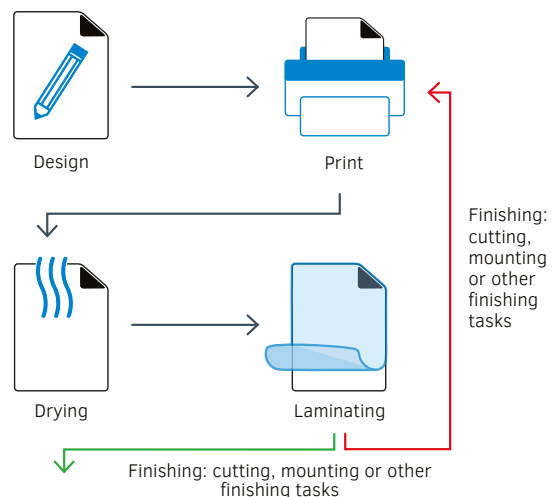 Design
Print
Finishing:
cutting,
mounting
or other
finishing
tasks
Drying
Laminating
Finishing: cutting, mounting or other
finishing tasks